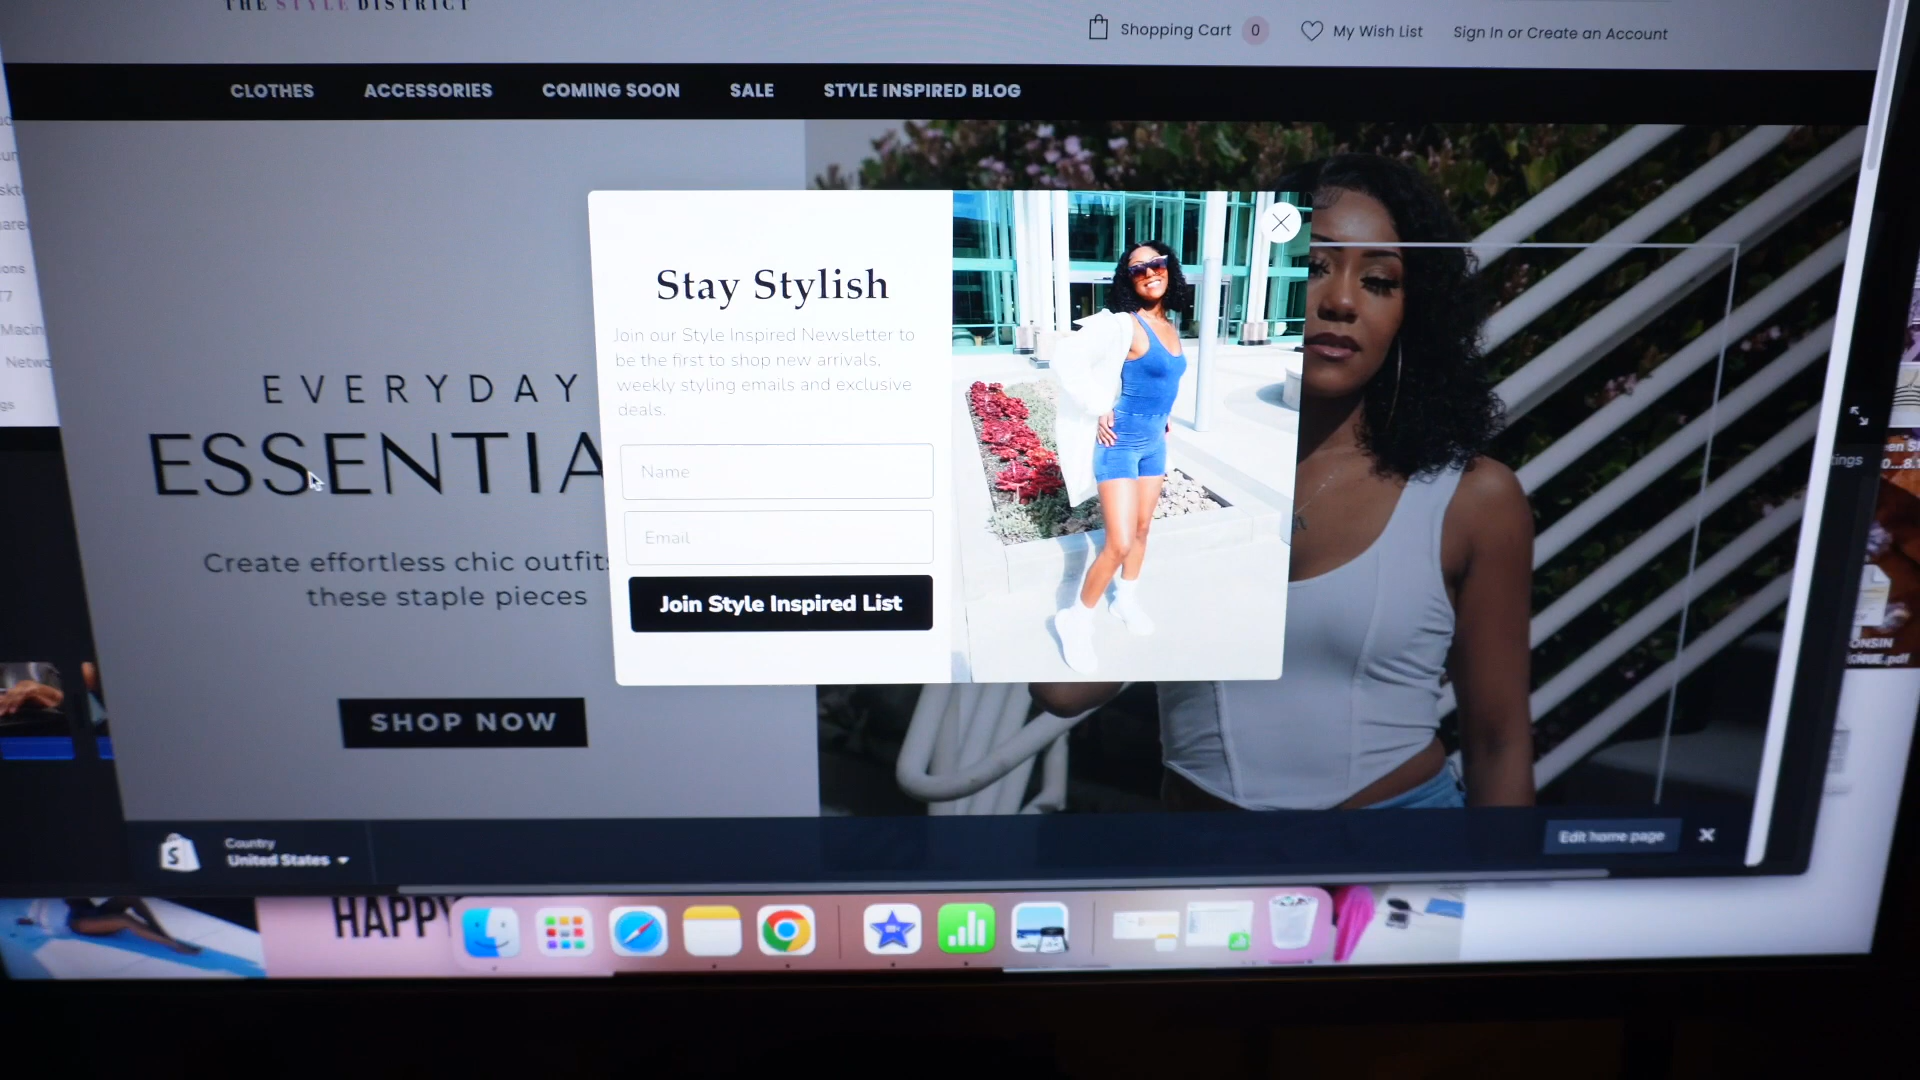 THE STYLE DISTRICT
Shopping Cart 0
My Wish List
Sign In or Create an Account
CLOTHES
ACCESSORIES
COMING SOON
SALE
STYLE INSPIRED BLOG
Stay Stylish
Join our Style Inspired Newsletter to
be the first to shop new arrivals,
weekly styling emails and exclusive
deals.
Name
Email
Join Style Inspired List
EVERYDAY
ESSENTIA
Create effortless chic outfits
these staple pieces
SHOP NOW
Country
United States
Edit home page
HAPPY